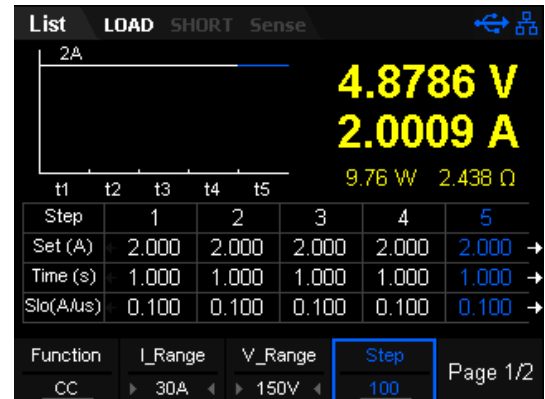 List LOAD SHORT Sense
2A
4.8786 V
2.0009 A
9.76 W 2.438 Ω
t1 t2 t3 t4 t5
Step 1 2 3 4 5
Set (A) 2.000 2.000 2.000 2.000 2.000
Time (s) 1.000 1.000 1.000 1.000 1.000
Slo(A/us) 0.100 0.100 0.100 0.100 0.100
Function I_Range V_Range Step Page 1/2
CC 30A 150V 100